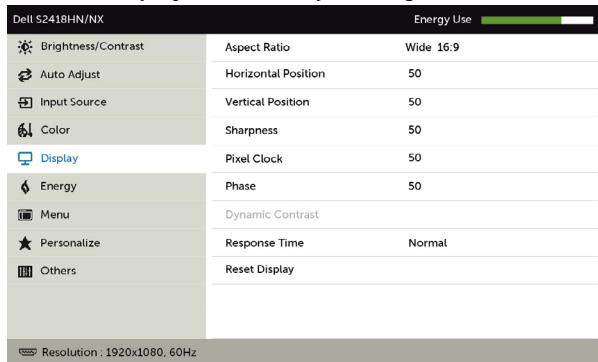 Dell S2418HN/NX Energy Use
Brightness/Contrast Aspect Ratio Wide 16:9
Auto Adjust Horizontal Position 50
Input Source Vertical Position 50
Color Sharpness 50
Display Pixel Clock 50
Energy Phase 50
Menu Dynamic Contrast
Personalize Response Time Normal
Others Reset Display
Resolution : 1920x1080, 60Hz